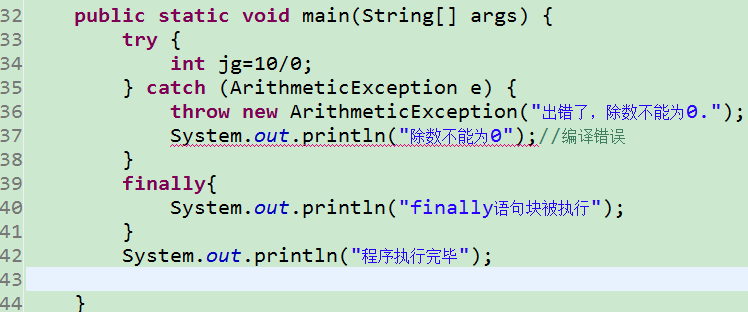 32 public static void main(String[] args) {
33 try {
34 int jg=10/0;
35 } catch (ArithmeticException e) {
36 throw new ArithmeticException("出错了，除数不能为0.");
37 System.out.println("除数不能为0");//编译错误
38 }
39 finally{
40 System.out.println("finally语句块被执行");
41 }
42 System.out.println("程序执行完毕");
43
44 }